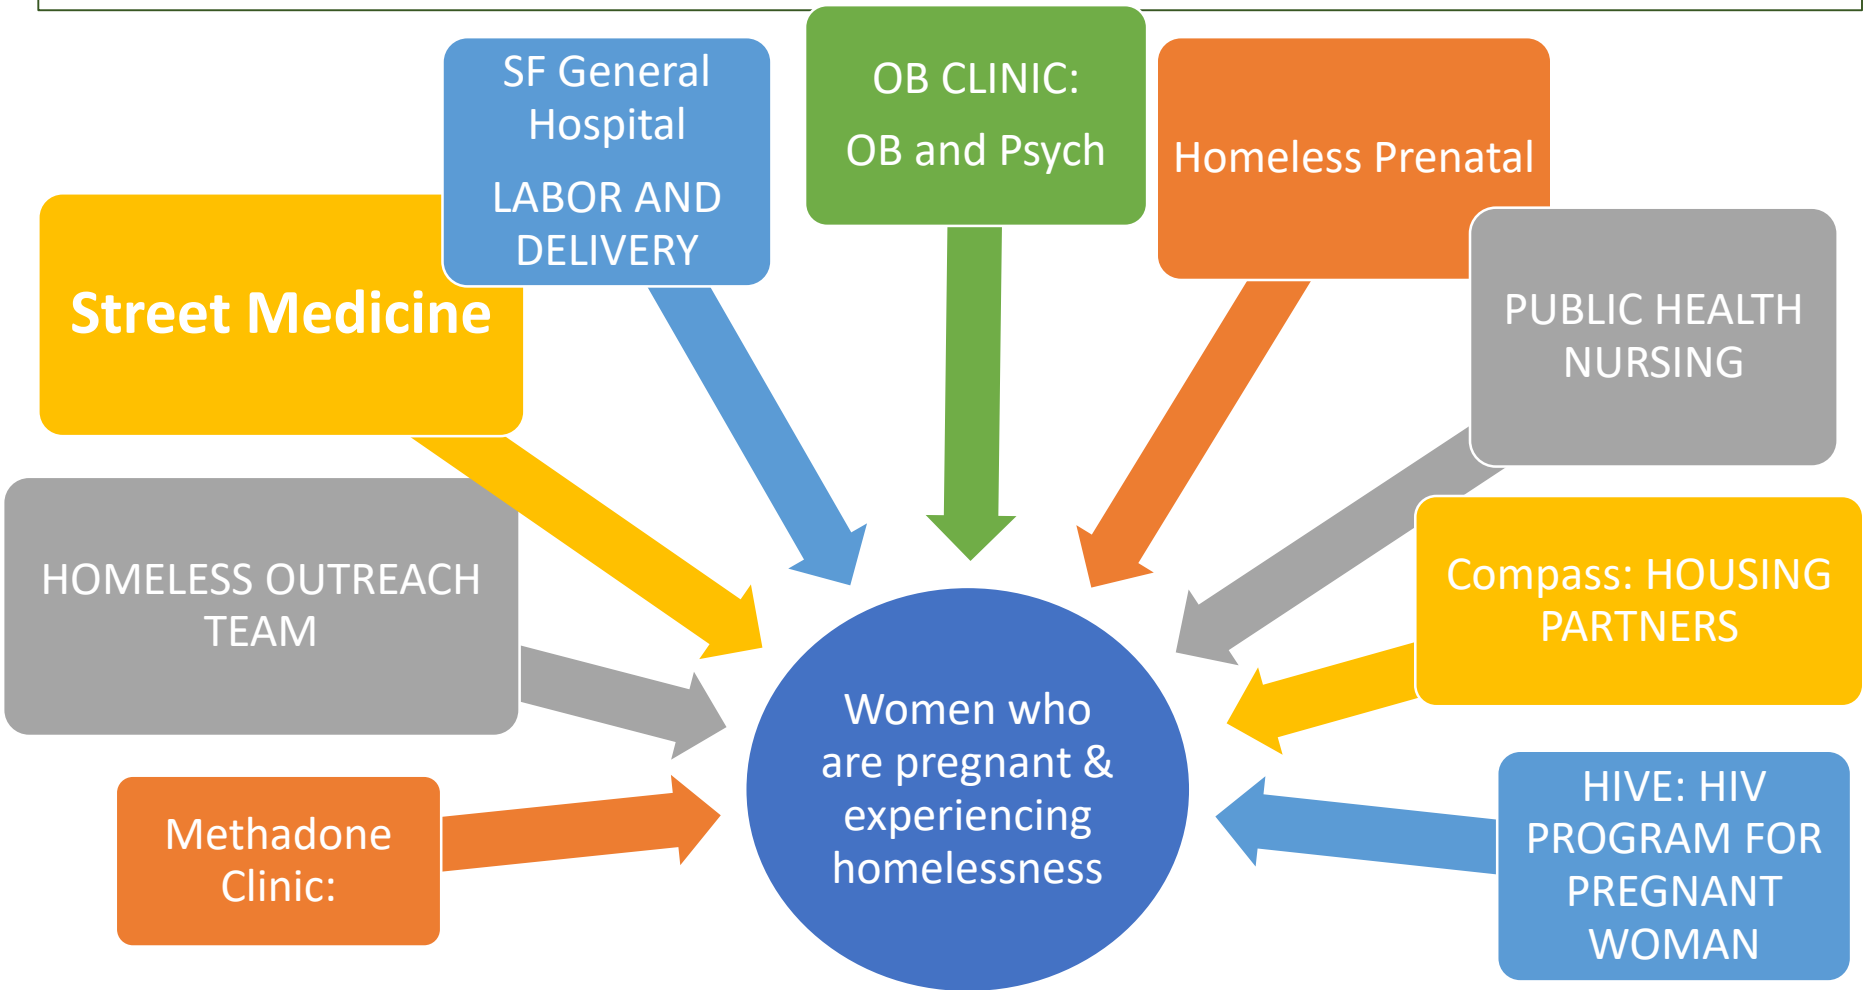 SF General
Hospital
LABOR AND
DELIVERY
OB CLINIC:
OB and Psych
Homeless Prenatal
Street Medicine
PUBLIC HEALTH
NURSING
HOMELESS OUTREACH
TEAM
Compass: HOUSING
PARTNERS
Methadone
Clinic:
Women who
are pregnant &
experiencing
homelessness
HIVE: HIV
PROGRAM FOR
PREGNANT
WOMAN